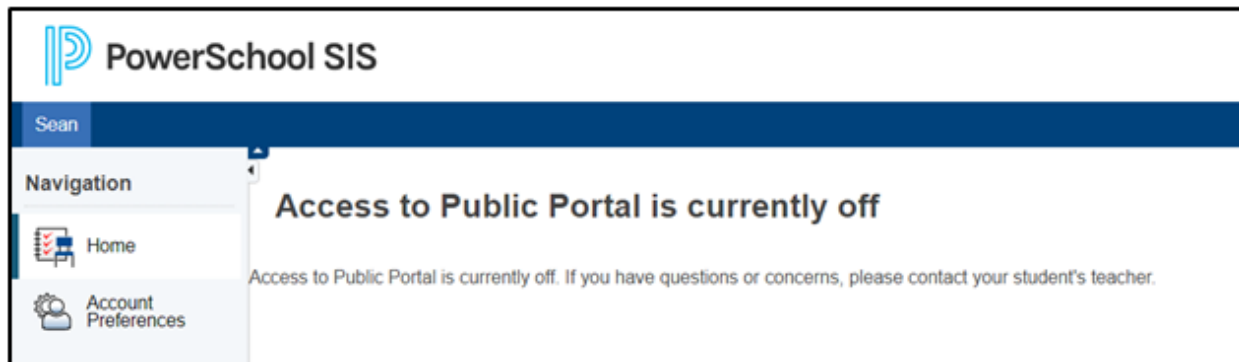 PowerSchool SIS
Sean
Navigation
Access to Public Portal is currently off
Home
Access to Public Portal is currently off. If you have questions or concerns, please contact your student's teacher.
Account
Preferences